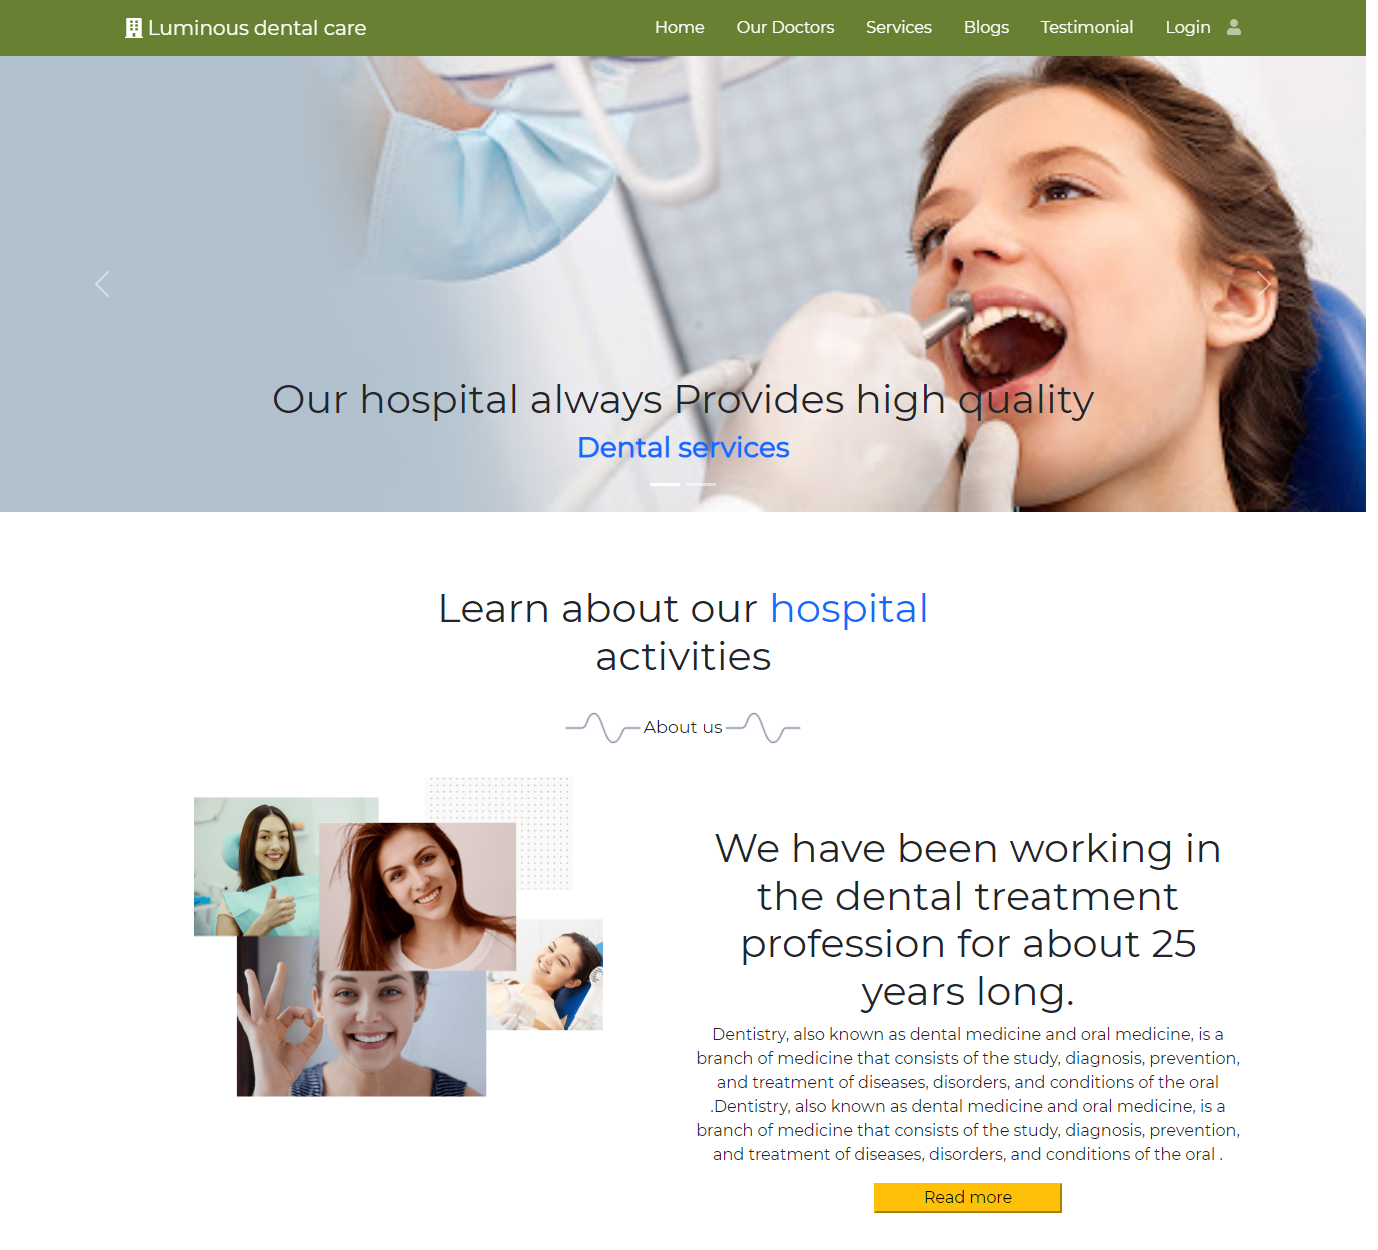 Luminous dental care
Home Our Doctors Services Blogs Testimonial Login
Our hospital always Provides high quality
Dental services
Learn about our hospital
activities
About us
We have been working in
the dental treatment
profession for about 25
years long.
Dentistry, also known as dental medicine and oral medicine, is a
branch of medicine that consists of the study, diagnosis, prevention,
and treatment of diseases, disorders, and conditions of the oral
.Dentistry, also known as dental medicine and oral medicine, is a
branch of medicine that consists of the study, diagnosis, prevention,
and treatment of diseases, disorders, and conditions of the oral .
Read more